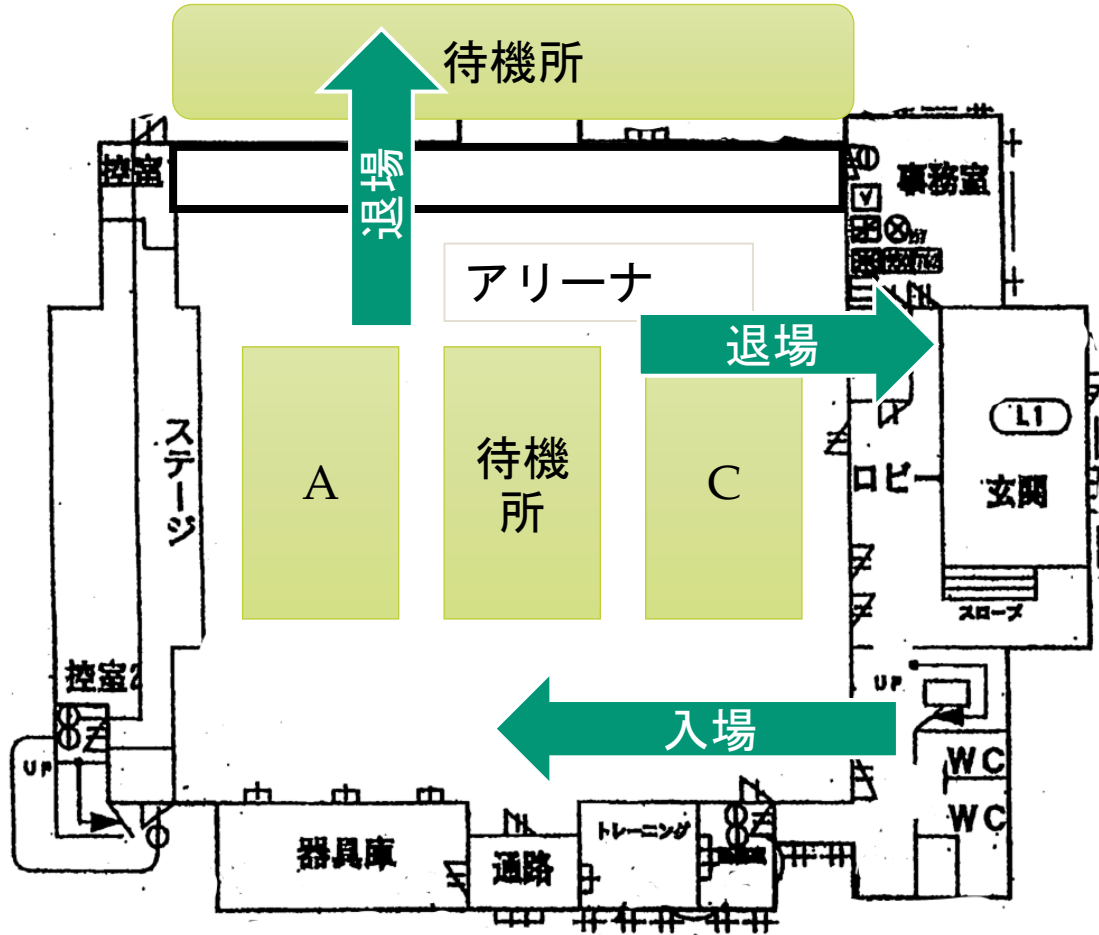 待機所
控室
退場
事務室
アリーナ
退場
ステージ
A
待機
所
C
ロビー
L1
玄関
スロープ
控室2
UP
入場
UP
WC
WC
器具庫
通路
トレーニング